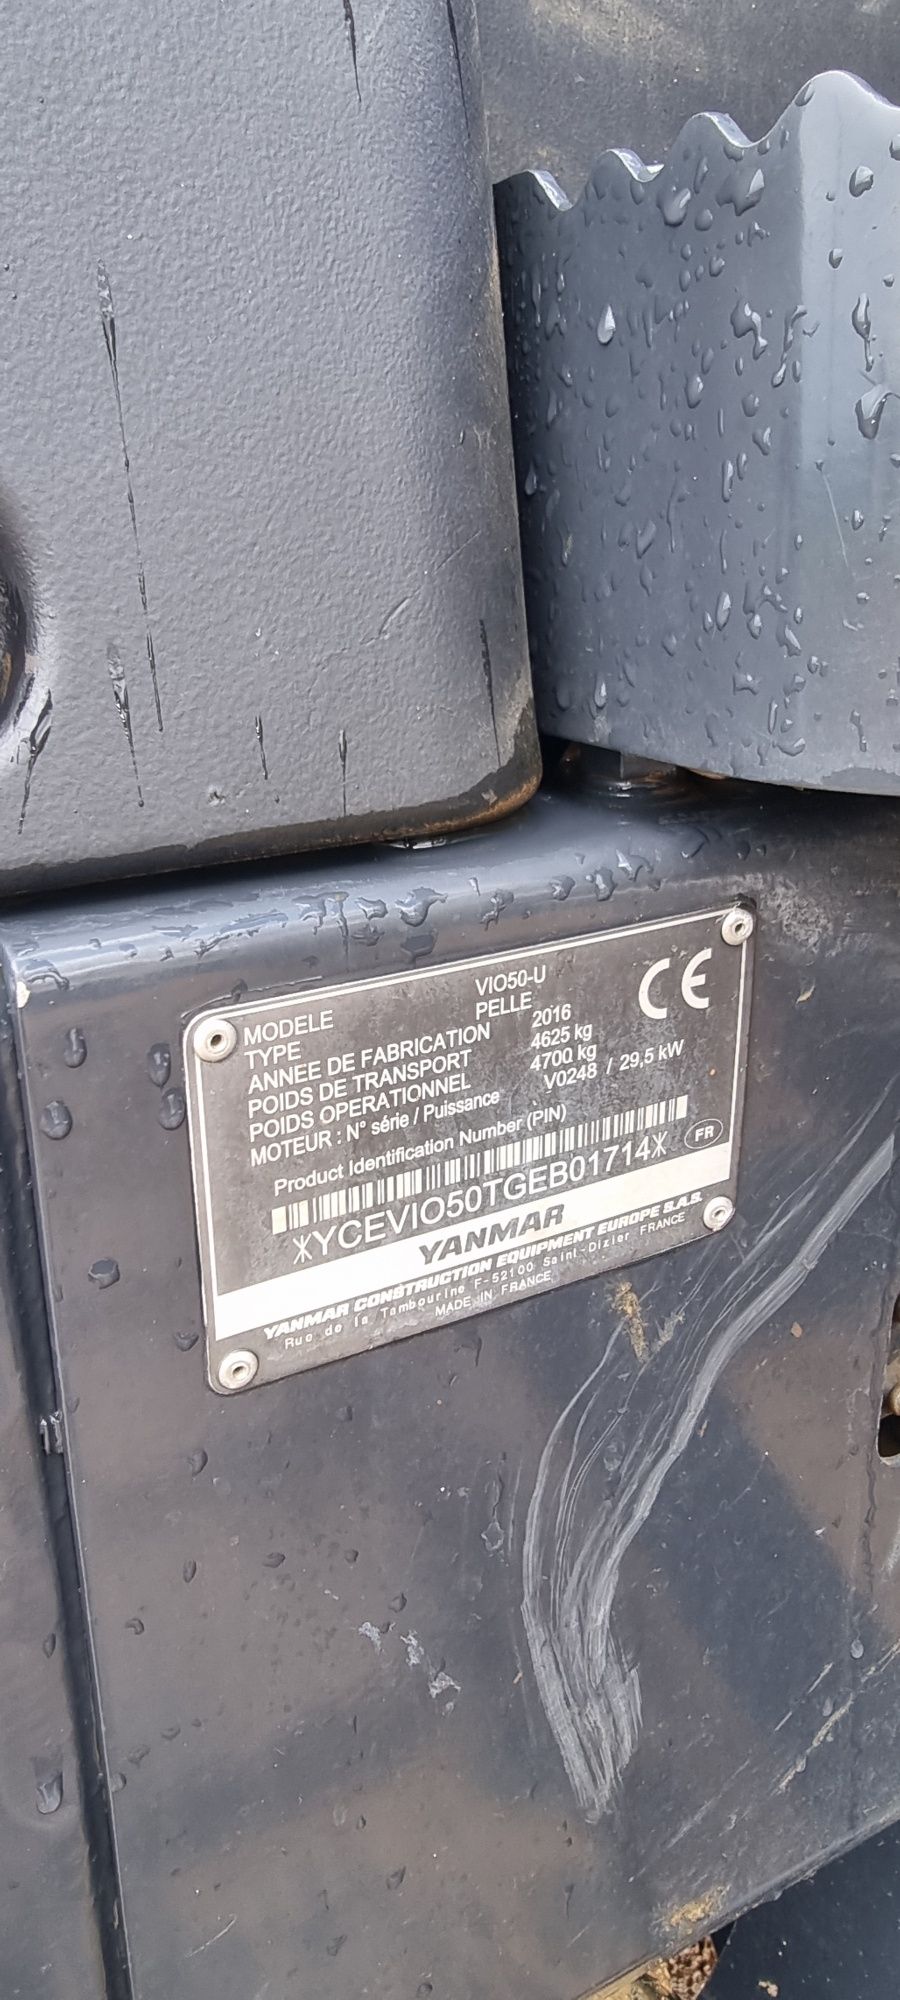 MODELE VIO50-U
TYPE PELLE
ANNEE DE FABRICATION 2016
POIDS DE TRANSPORT 4625 kg
POIDS OPERATIONNEL 4700 kg
MOTEUR : N° série / Puissance V0248 / 29,5 kW
CE
Product Identification Number (PIN)
FR
*YCEVIO50TGEB01714*
YANMAR
YANMAR CONSTRUCTION EQUIPMENT EUROPE S.A.S.
Rue de la Tambourine F-52100 Saint-Dizier FRANCE
MADE IN FRANCE